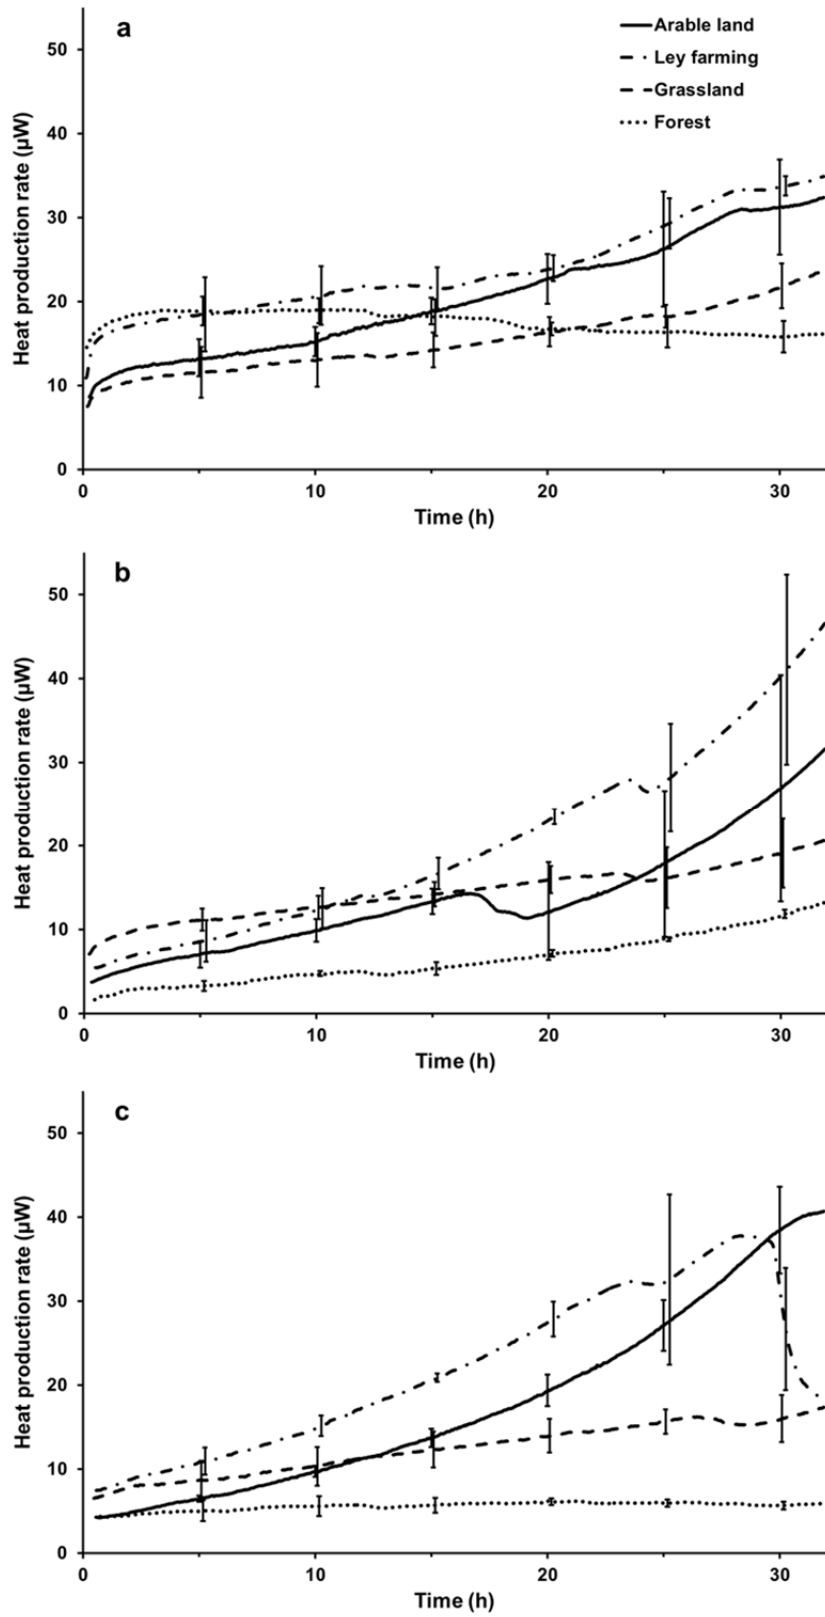 a
Arable land
Ley farming
Grassland
Forest
Heat production rate (µW)
50
40
30
20
10
0
0 10 20 30
Time (h)
b
Heat production rate (µW)
50
40
30
20
10
0
0 10 20 30
Time (h)
c
Heat production rate (µW)
50
40
30
20
10
0
0 10 20 30
Time (h)